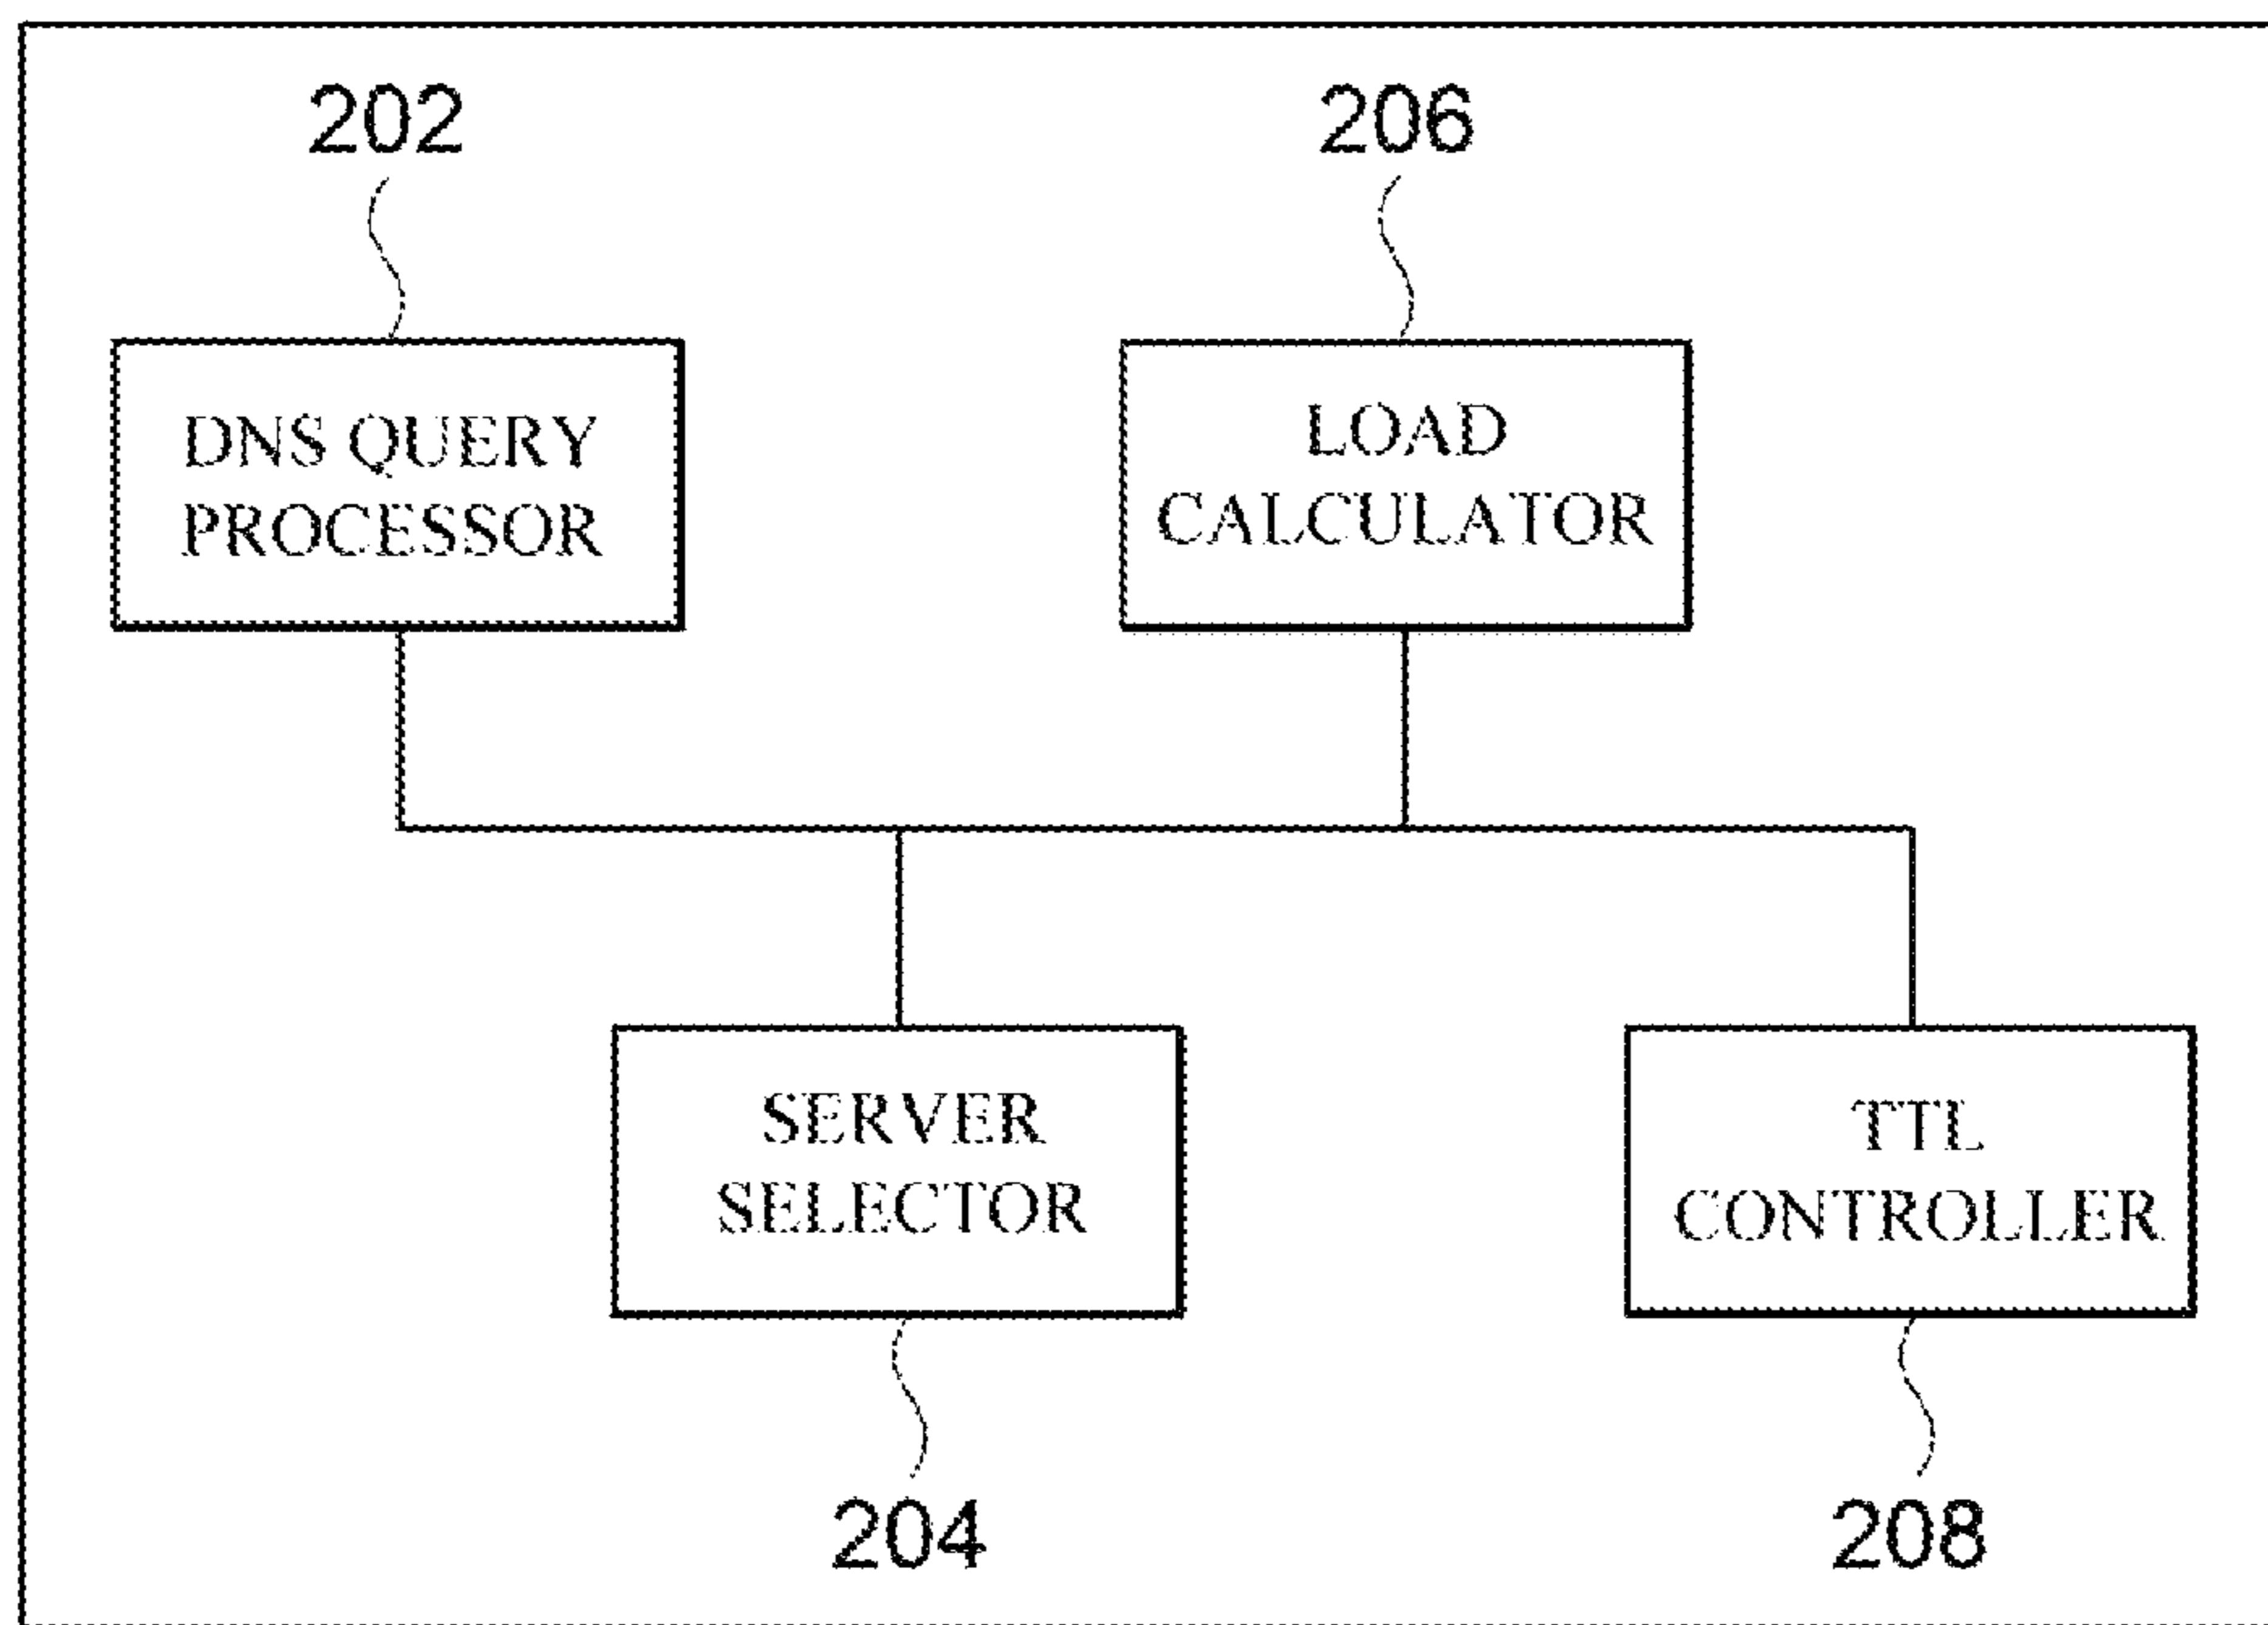 202
206
DNS QUERY
PROCESSOR
LOAD
CALCULATOR
SERVER
SELECTOR
TTL
CONTROLLER
204
208